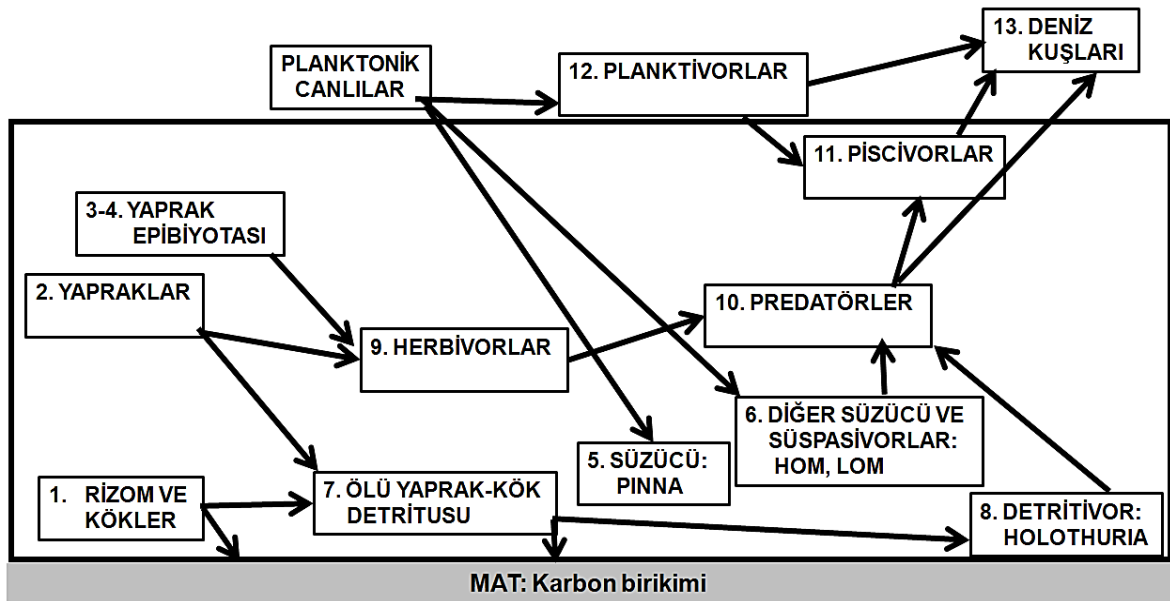 13. DENİZ
KUŞLARI
PLANKTONİK
CANLILAR
12. PLANKTİVORLAR
11. PİSCİVORLAR
3-4. YAPRAK
EPİBİYOTASI
2. YAPRAKLAR
10. PREDATÖRLER
9. HERBİVORLAR
6. DİĞER SÜZÜCÜ VE
SÜSPASİVORLAR:
HOM, LOM
5. SÜZÜCÜ:
PINNA
1. RİZOM VE
KÖKLER
7. ÖLÜ YAPRAK-KÖK
DETRİTUSU
8. DETRİTİVOR:
HOLOTHURIA
MAT: Karbon birikimi